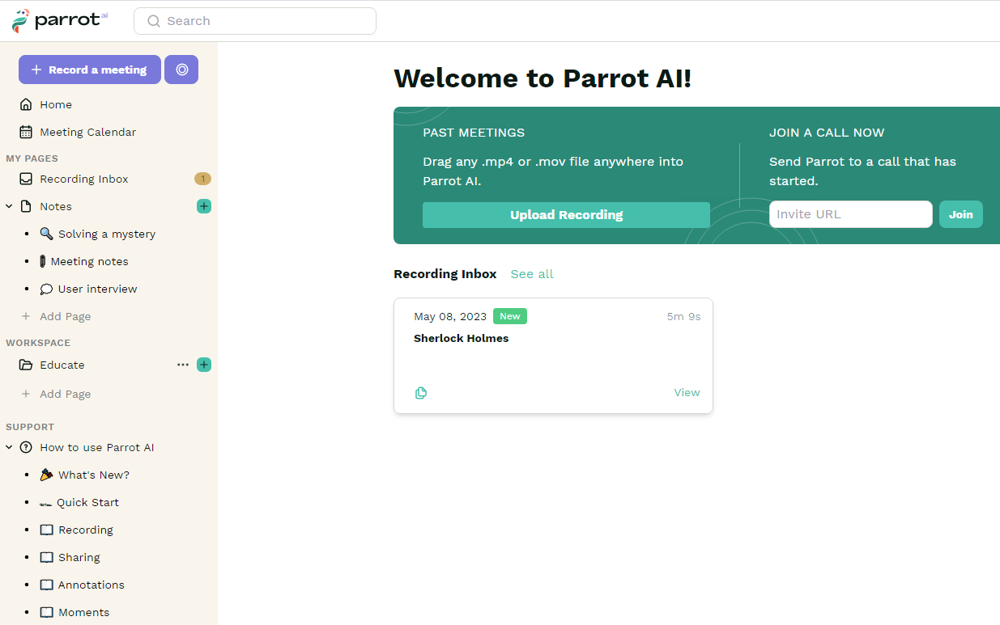 parrot ai
Search
Record a meeting
Home
Meeting Calendar
MY PAGES
Recording Inbox 1
Notes
Solving a mystery
Meeting notes
User interview
Add Page
WORKSPACE
Educate
Add Page
SUPPORT
How to use Parrot AI
What's New?
Quick Start
Recording
Sharing
Annotations
Moments
Welcome to Parrot AI!
PAST MEETINGS
Drag any .mp4 or .mov file anywhere into
Parrot AI.
Upload Recording
JOIN A CALL NOW
Send Parrot to a call that has
started.
Invite URL
Join
Recording Inbox See all
May 08, 2023 New 5m 9s
Sherlock Holmes
View